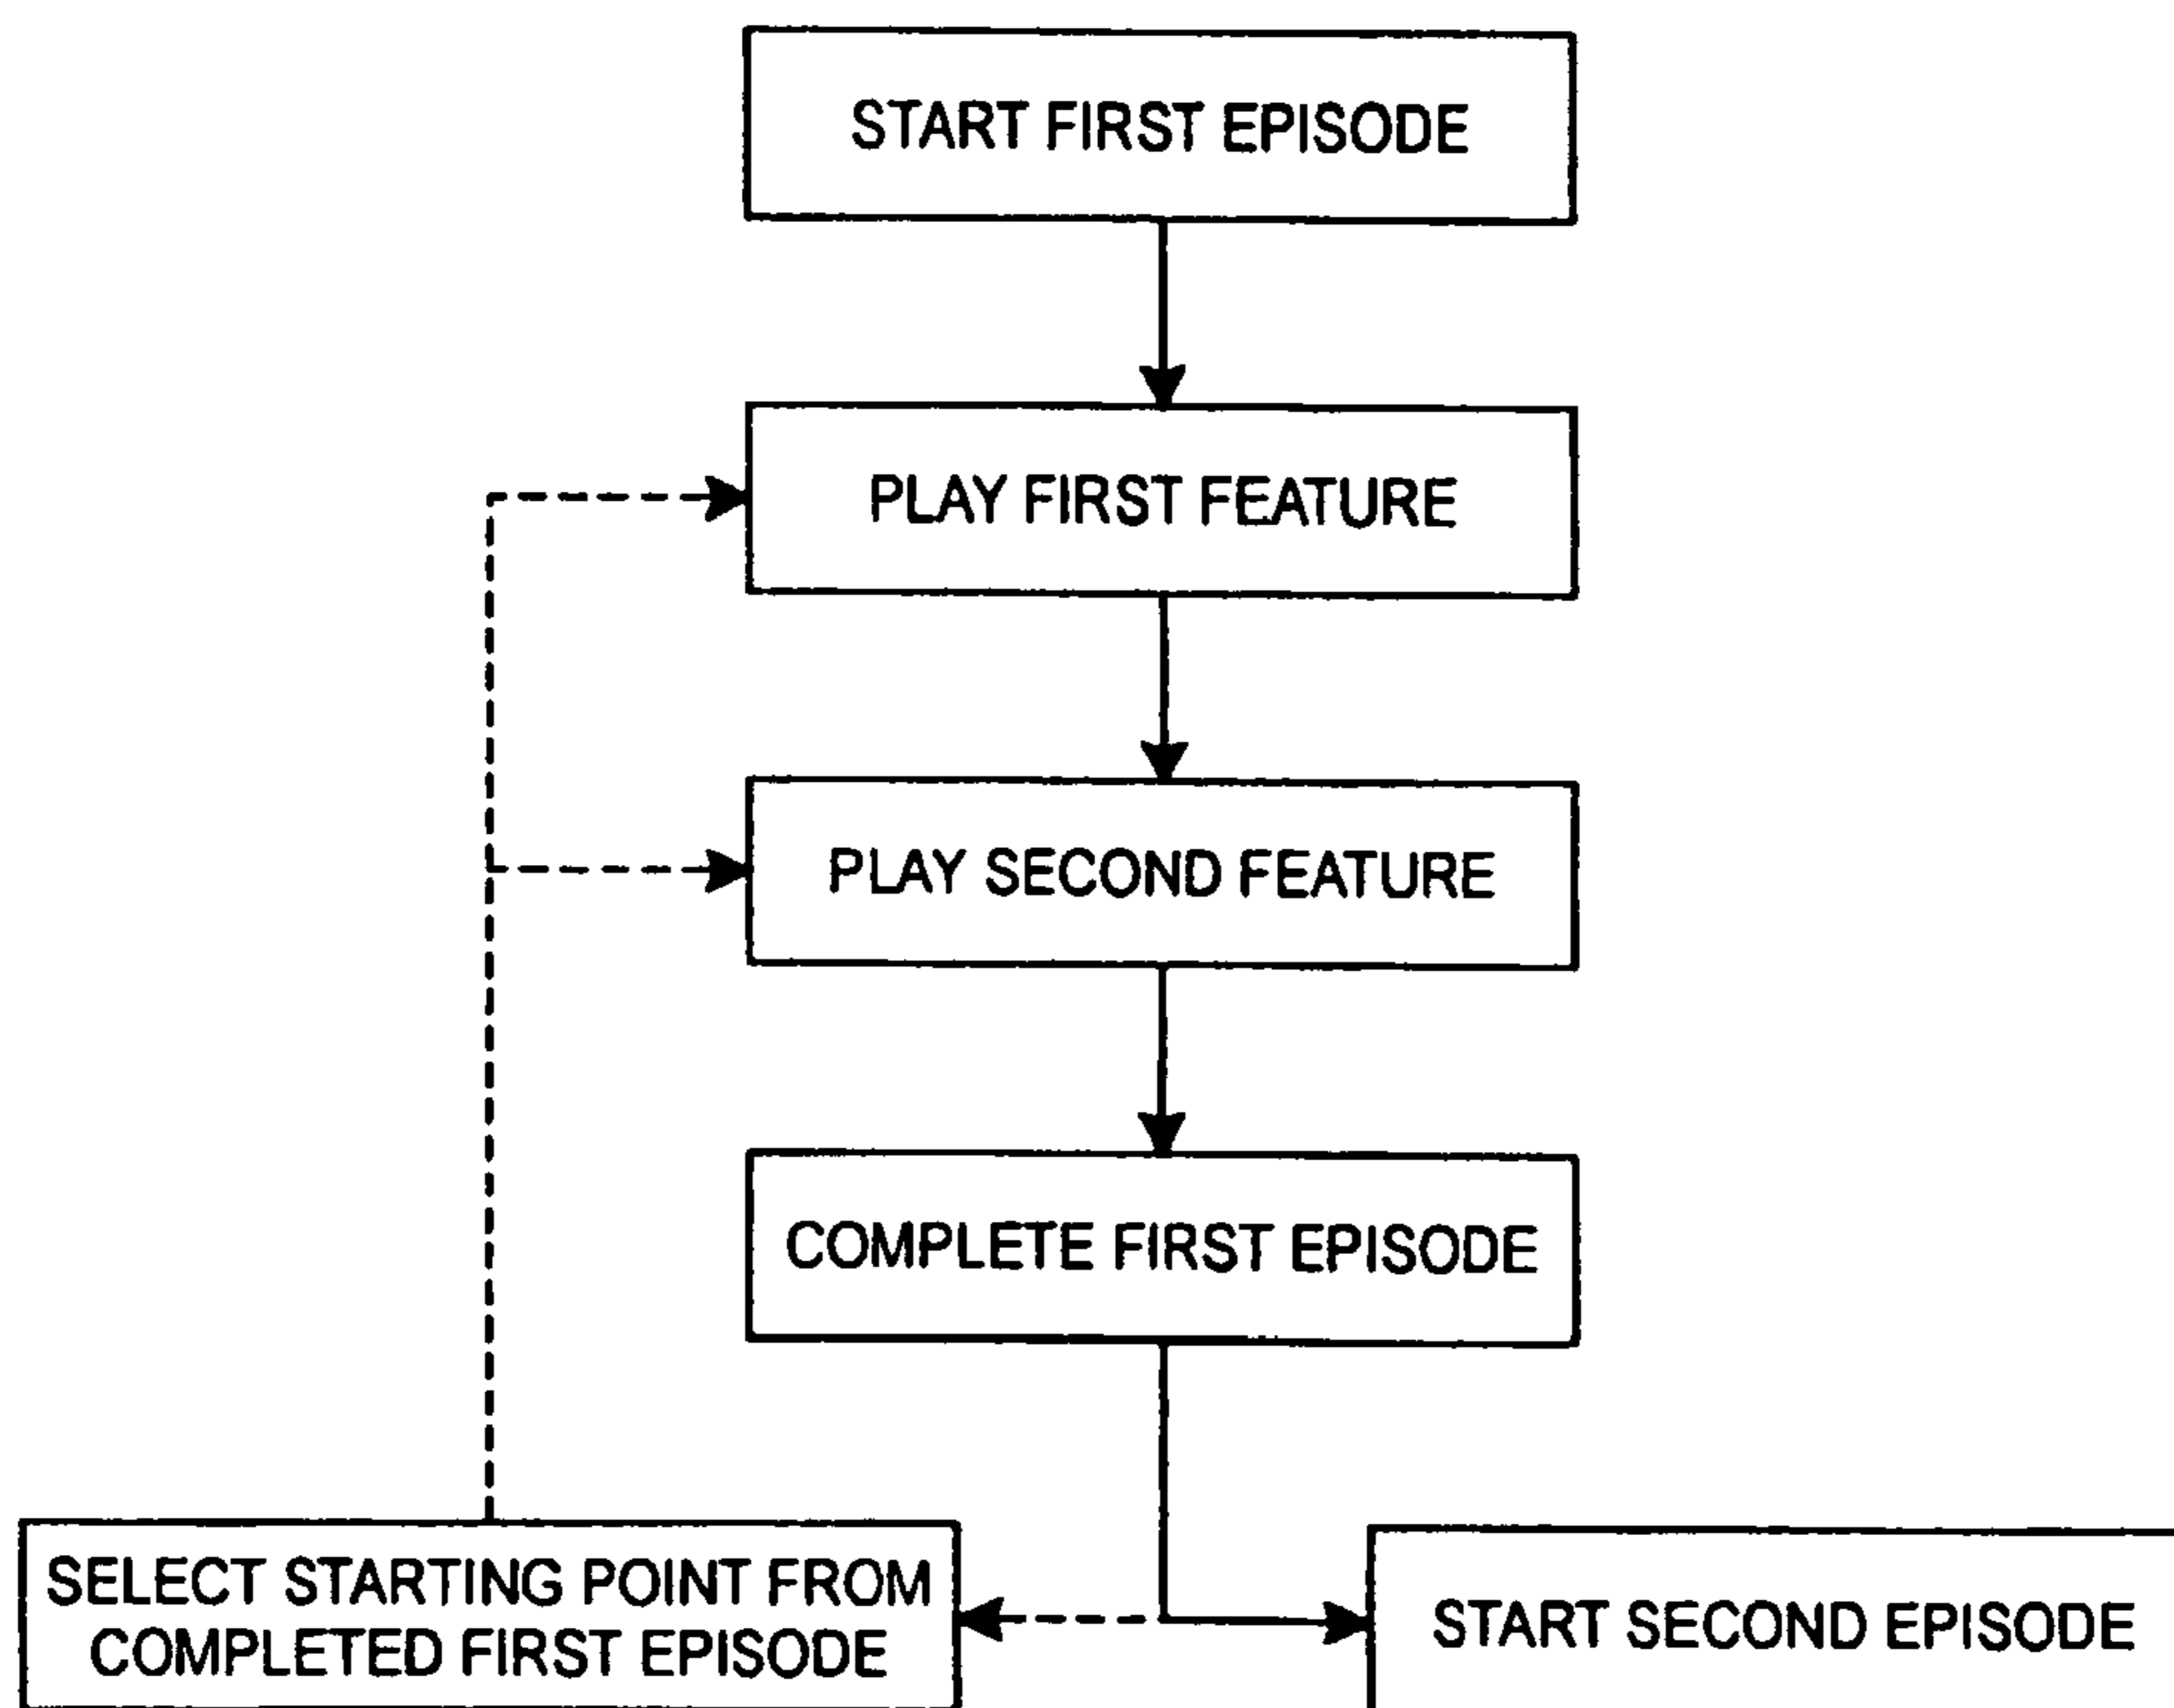 START FIRST EPISODE
PLAY FIRST FEATURE
PLAY SECOND FEATURE
COMPLETE FIRST EPISODE
SELECT STARTING POINT FROM
COMPLETED FIRST EPISODE
START SECOND EPISODE